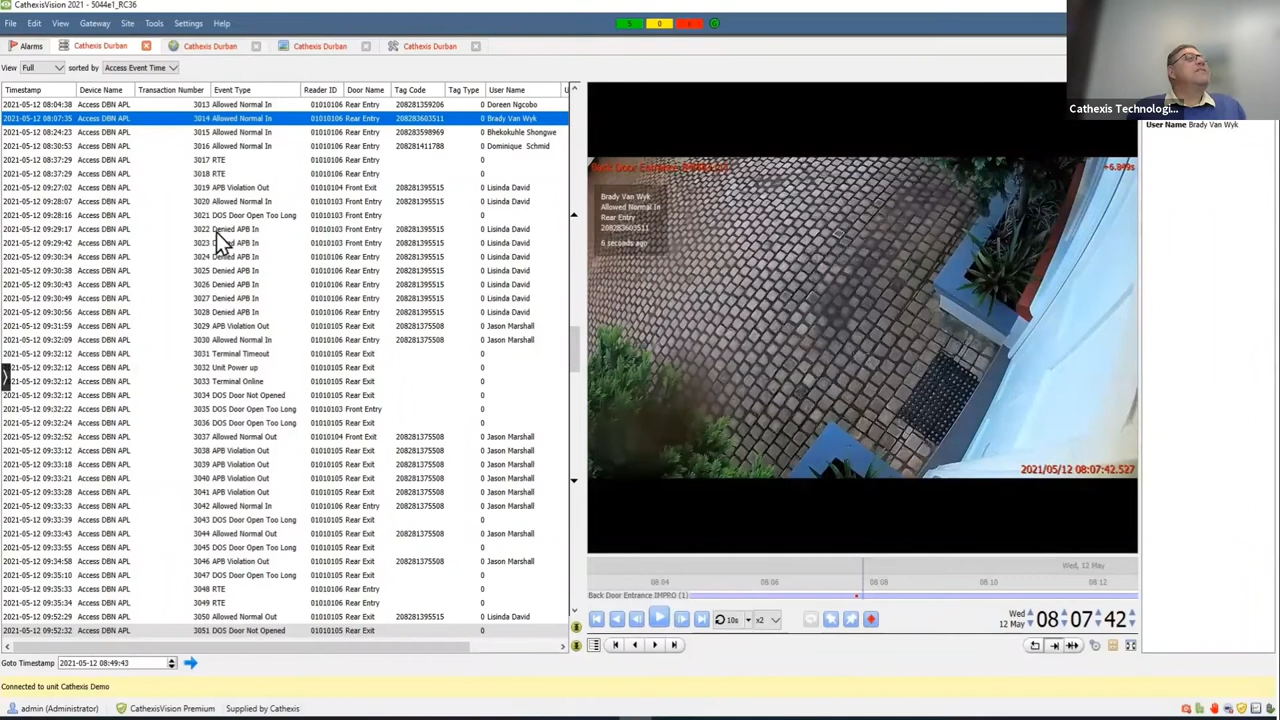 CathexisVision 2021 - 5044e1_RC36
File Edit View Gateway Site Tools Settings Help
5 0 0
Alarms Cathexis Durban Cathexis Durban Cathexis Durban Cathexis Durban
View Full sorted by Access Event Time
Timestamp Device Name Transaction Number Event Type Reader ID Door Name Tag Code Tag Type User Name U
2021-05-12 08:04:38 Access DBN APL 3013 Allowed Normal In 01010106 Rear Entry 208281359206 0 Doreen Ngcobo
2021-05-12 08:07:35 Access DBN APL 3014 Allowed Normal In 01010106 Rear Entry 208283603511 0 Brady Van Wyk
2021-05-12 08:24:23 Access DBN APL 3015 Allowed Normal In 01010106 Rear Entry 208283598969 0 Bhekokuhle Shongwe
2021-05-12 08:30:53 Access DBN APL 3016 Allowed Normal In 01010106 Rear Entry 208281411788 0 Dominique Schmid
2021-05-12 08:37:29 Access DBN APL 3017 RTE 01010106 Rear Entry 0
2021-05-12 08:37:29 Access DBN APL 3018 RTE 01010106 Rear Entry 0
2021-05-12 09:27:02 Access DBN APL 3019 APB Violation Out 01010104 Front Exit 208281395515 0 Lisinda David
2021-05-12 09:28:07 Access DBN APL 3020 Allowed Normal In 01010103 Front Entry 208281395515 0 Lisinda David
2021-05-12 09:28:16 Access DBN APL 3021 DOS Door Open Too Long 01010103 Front Entry 0
2021-05-12 09:29:17 Access DBN APL 3022 Denied APB In 01010103 Front Entry 208281395515 0 Lisinda David
2021-05-12 09:29:42 Access DBN APL 3023 APB In 01010103 Front Entry 208281395515 0 Lisinda David
2021-05-12 09:30:34 Access DBN APL 3024 Denied APB In 01010103 Front Entry 208281395515 0 Lisinda David
2021-05-12 09:30:38 Access DBN APL 3025 Denied APB In 01010103 Front Entry 208281395515 0 Lisinda David
2021-05-12 09:30:43 Access DBN APL 3026 Denied APB In 01010103 Front Entry 208281395515 0 Lisinda David
2021-05-12 09:30:49 Access DBN APL 3027 Denied APB In 01010103 Front Entry 208281395515 0 Lisinda David
2021-05-12 09:30:56 Access DBN APL 3028 Denied APB In 01010103 Front Entry 208281395515 0 Lisinda David
2021-05-12 09:31:59 Access DBN APL 3029 APB Violation Out 01010105 Rear Exit 208281375508 0 Jason Marshall
2021-05-12 09:32:09 Access DBN APL 3030 Allowed Normal In 01010106 Rear Entry 208281375508 0 Jason Marshall
2021-05-12 09:32:12 Access DBN APL 3031 Terminal Timeout 01010105 Rear Exit 0
2021-05-12 09:32:12 Access DBN APL 3032 Unit Power up 01010105 Rear Exit 0
21-05-12 09:32:12 Access DBN APL 3033 Terminal Online 01010105 Rear Exit 0
2021-05-12 09:32:12 Access DBN APL 3034 DOS Door Not Opened 01010105 Rear Exit 0
2021-05-12 09:32:22 Access DBN APL 3035 DOS Door Open Too Long 01010103 Front Entry 0
2021-05-12 09:32:24 Access DBN APL 3036 DOS Door Open Too Long 01010105 Rear Exit 0
2021-05-12 09:32:52 Access DBN APL 3037 Allowed Normal Out 01010104 Front Exit 208281375508 0 Jason Marshall
2021-05-12 09:33:12 Access DBN APL 3038 APB Violation Out 01010105 Rear Exit 208281375508 0 Jason Marshall
2021-05-12 09:33:18 Access DBN APL 3039 APB Violation Out 01010105 Rear Exit 208281375508 0 Jason Marshall
2021-05-12 09:33:21 Access DBN APL 3040 APB Violation Out 01010105 Rear Exit 208281375508 0 Jason Marshall
2021-05-12 09:33:28 Access DBN APL 3041 APB Violation Out 01010105 Rear Exit 208281375508 0 Jason Marshall
2021-05-12 09:33:33 Access DBN APL 3042 Allowed Normal In 01010106 Rear Entry 208281375508 0 Jason Marshall
2021-05-12 09:33:39 Access DBN APL 3043 DOS Door Open Too Long 01010105 Rear Exit 0
2021-05-12 09:33:43 Access DBN APL 3044 Allowed Normal Out 01010105 Rear Exit 208281375508 0 Jason Marshall
2021-05-12 09:33:55 Access DBN APL 3045 DOS Door Open Too Long 01010105 Rear Exit 0
2021-05-12 09:34:58 Access DBN APL 3046 APB Violation Out 01010105 Rear Exit 208281375508 0 Jason Marshall
2021-05-12 09:35:10 Access DBN APL 3047 DOS Door Open Too Long 01010105 Rear Exit 0
2021-05-12 09:35:33 Access DBN APL 3048 RTE 01010105 Rear Exit 0
2021-05-12 09:35:34 Access DBN APL 3049 RTE 01010105 Rear Exit 0
2021-05-12 09:52:29 Access DBN APL 3050 Allowed Normal Out 01010105 Rear Exit 208281395515 0 Lisinda David
2021-05-12 09:52:32 Access DBN APL 3051 DOS Door Not Opened 01010105 Rear Exit 0
Goto Timestamp 2021-05-12 08:49:43
Back Door Entrance IMPRO (1) +6.849s
Brady Van Wyk
Allowed Normal In
Rear Entry
208283603511
6 seconds ago
2021/05/12 08:07:42.527
Wed, 12 May
08:04 08:06 08:08 08:10 08:12
Back Door Entrance IMPRO (1)
10s x2 Wed 12 May 08 07 42
Cathexis Technologi...
User Name Brady Van Wyk
Connected to unit Cathexis Demo
admin (Administrator) CathexisVision Premium Supplied by Cathexis